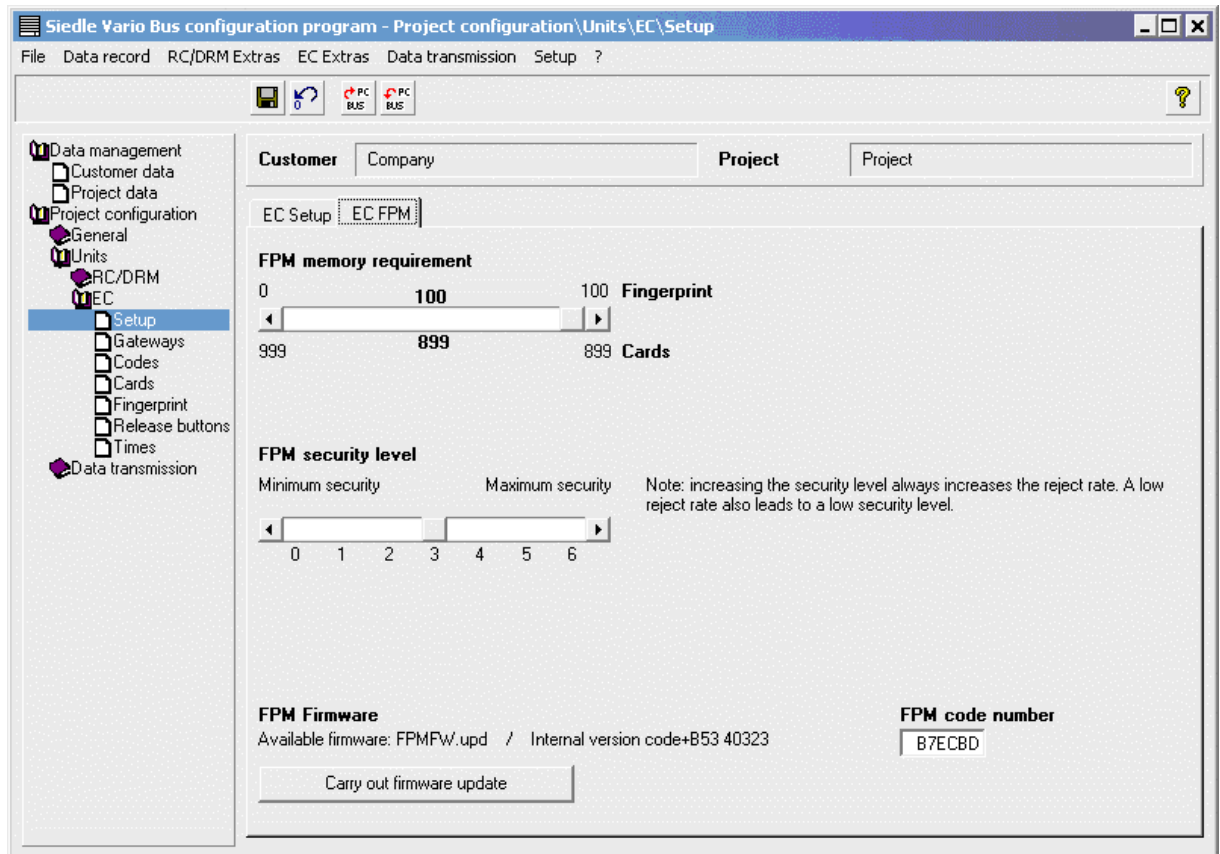 Siedle Vario Bus configuration program - Project configuration\Units\EC\Setup
File Data record RC/DRM Extras EC Extras Data transmission Setup ?
0 PC BUS PC BUS ?
Data management
Customer data
Project data
Project configuration
General
Units
RC/DRM
EC
Setup
Gateways
Codes
Cards
Fingerprint
Release buttons
Times
Data transmission
Customer Company Project Project
EC Setup EC FPM
FPM memory requirement
0 100 100 Fingerprint
999 899 899 Cards
FPM security level
Minimum security Maximum security
Note: increasing the security level always increases the reject rate. A low
reject rate also leads to a low security level.
0 1 2 3 4 5 6
FPM Firmware
Available firmware: FPMFW.upd / Internal version code+B53 40323
Carry out firmware update
FPM code number
B7ECBD